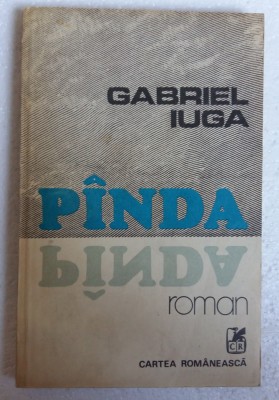 GABRIEL
IUGA
PÎNDA
PÎNDA
roman
CR
CARTEA ROMÂNEASCĂ